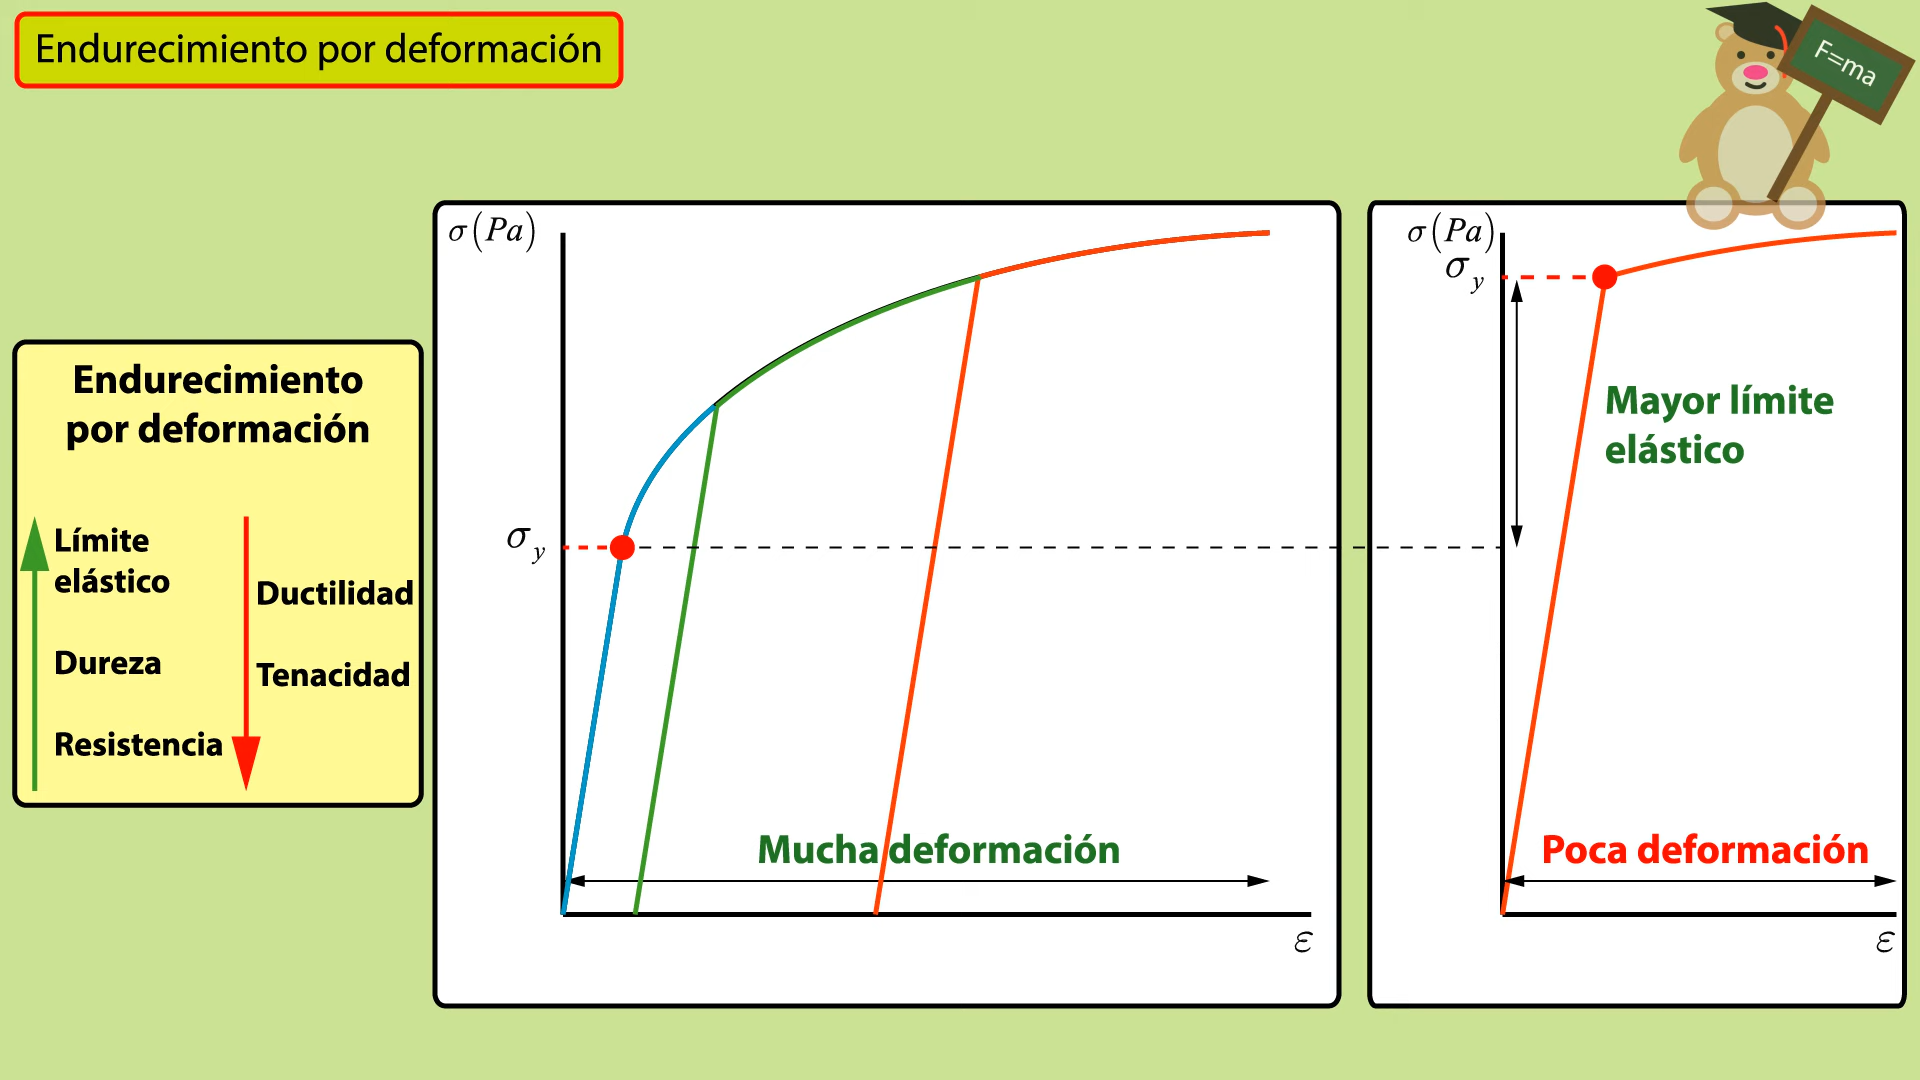 Endurecimiento por deformación
F=ma
Endurecimiento
por deformación
Límite
elástico
Dureza
Resistencia
Ductilidad
Tenacidad
σ(Pa)
σy
Mucha deformación
ε
σ(Pa)
σy
Mayor límite
elástico
Poca deformación
ε